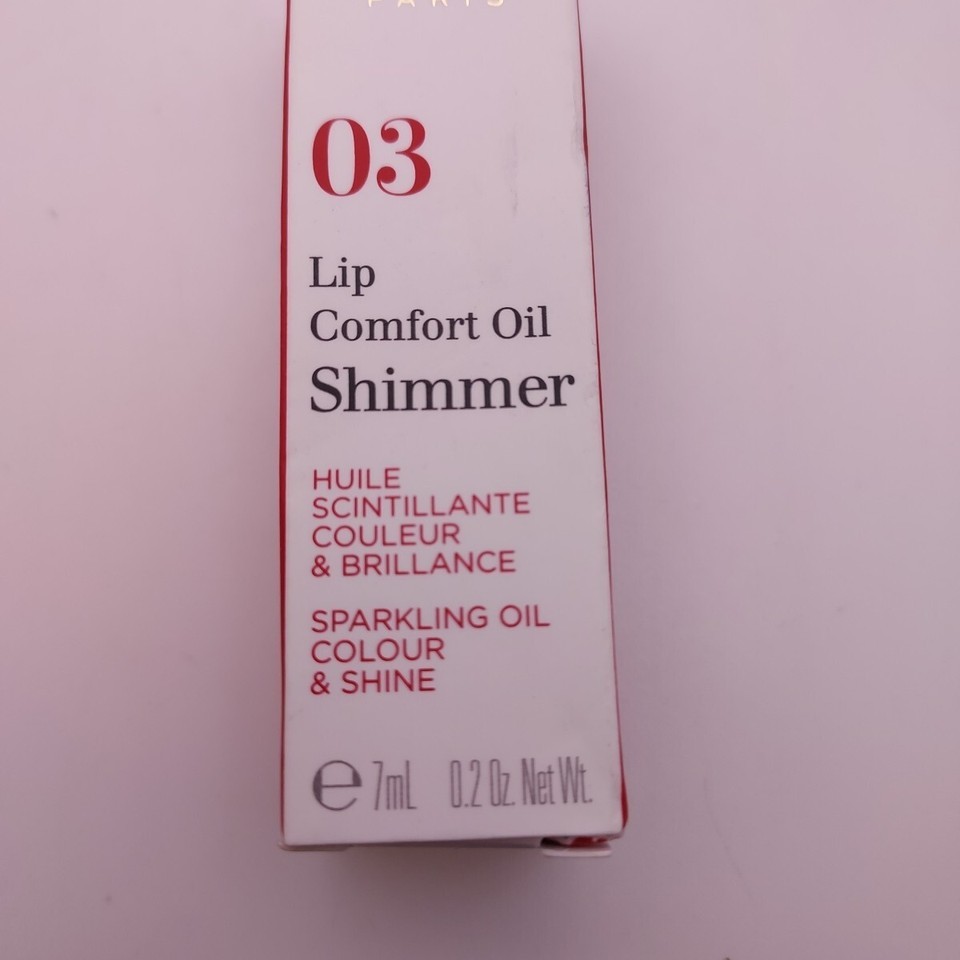 PARIS
03
Lip
Comfort Oil
Shimmer
HUILE
SCINTILLANTE
COULEUR
& BRILLANCE
SPARKLING OIL
COLOUR
& SHINE
e 7mL 0.2 Oz. Net Wt.